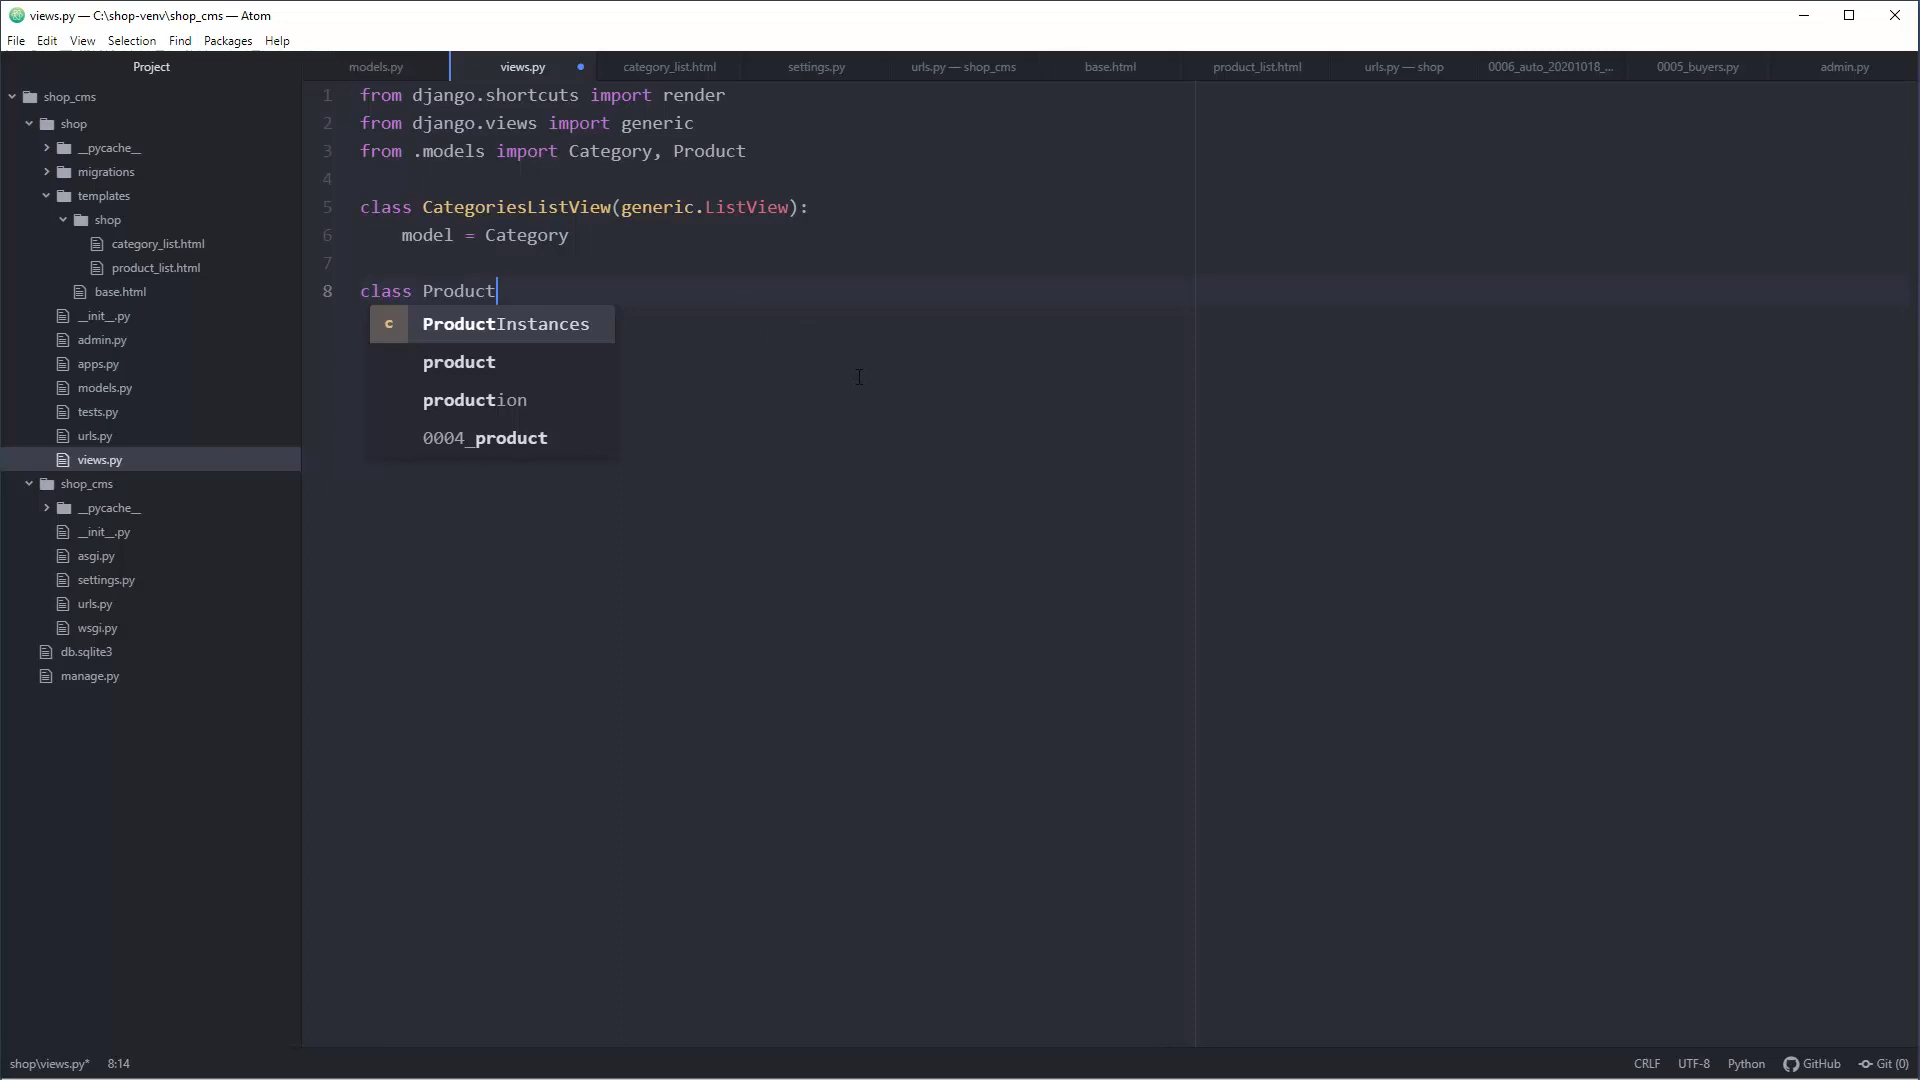 views.py — C:\shop-venv\shop_cms — Atom
File Edit View Selection Find Packages Help
Project
models.py views.py category_list.html settings.py urls.py — shop_cms base.html product_list.html urls.py — shop 0006_auto_20201018_... 0005_buyers.py admin.py
shop_cms
shop
__pycache__
migrations
templates
shop
category_list.html
product_list.html
base.html
__init__.py
admin.py
apps.py
models.py
tests.py
urls.py
views.py
shop_cms
__pycache__
__init__.py
asgi.py
settings.py
urls.py
wsgi.py
db.sqlite3
manage.py
1 from django.shortcuts import render
2 from django.views import generic
3 from .models import Category, Product
4
5 class CategoriesListView(generic.ListView):
6 model = Category
7
8 class Product
c ProductInstances
product
production
0004_product
shop\views.py* 8:14 CRLF UTF-8 Python GitHub Git (0)